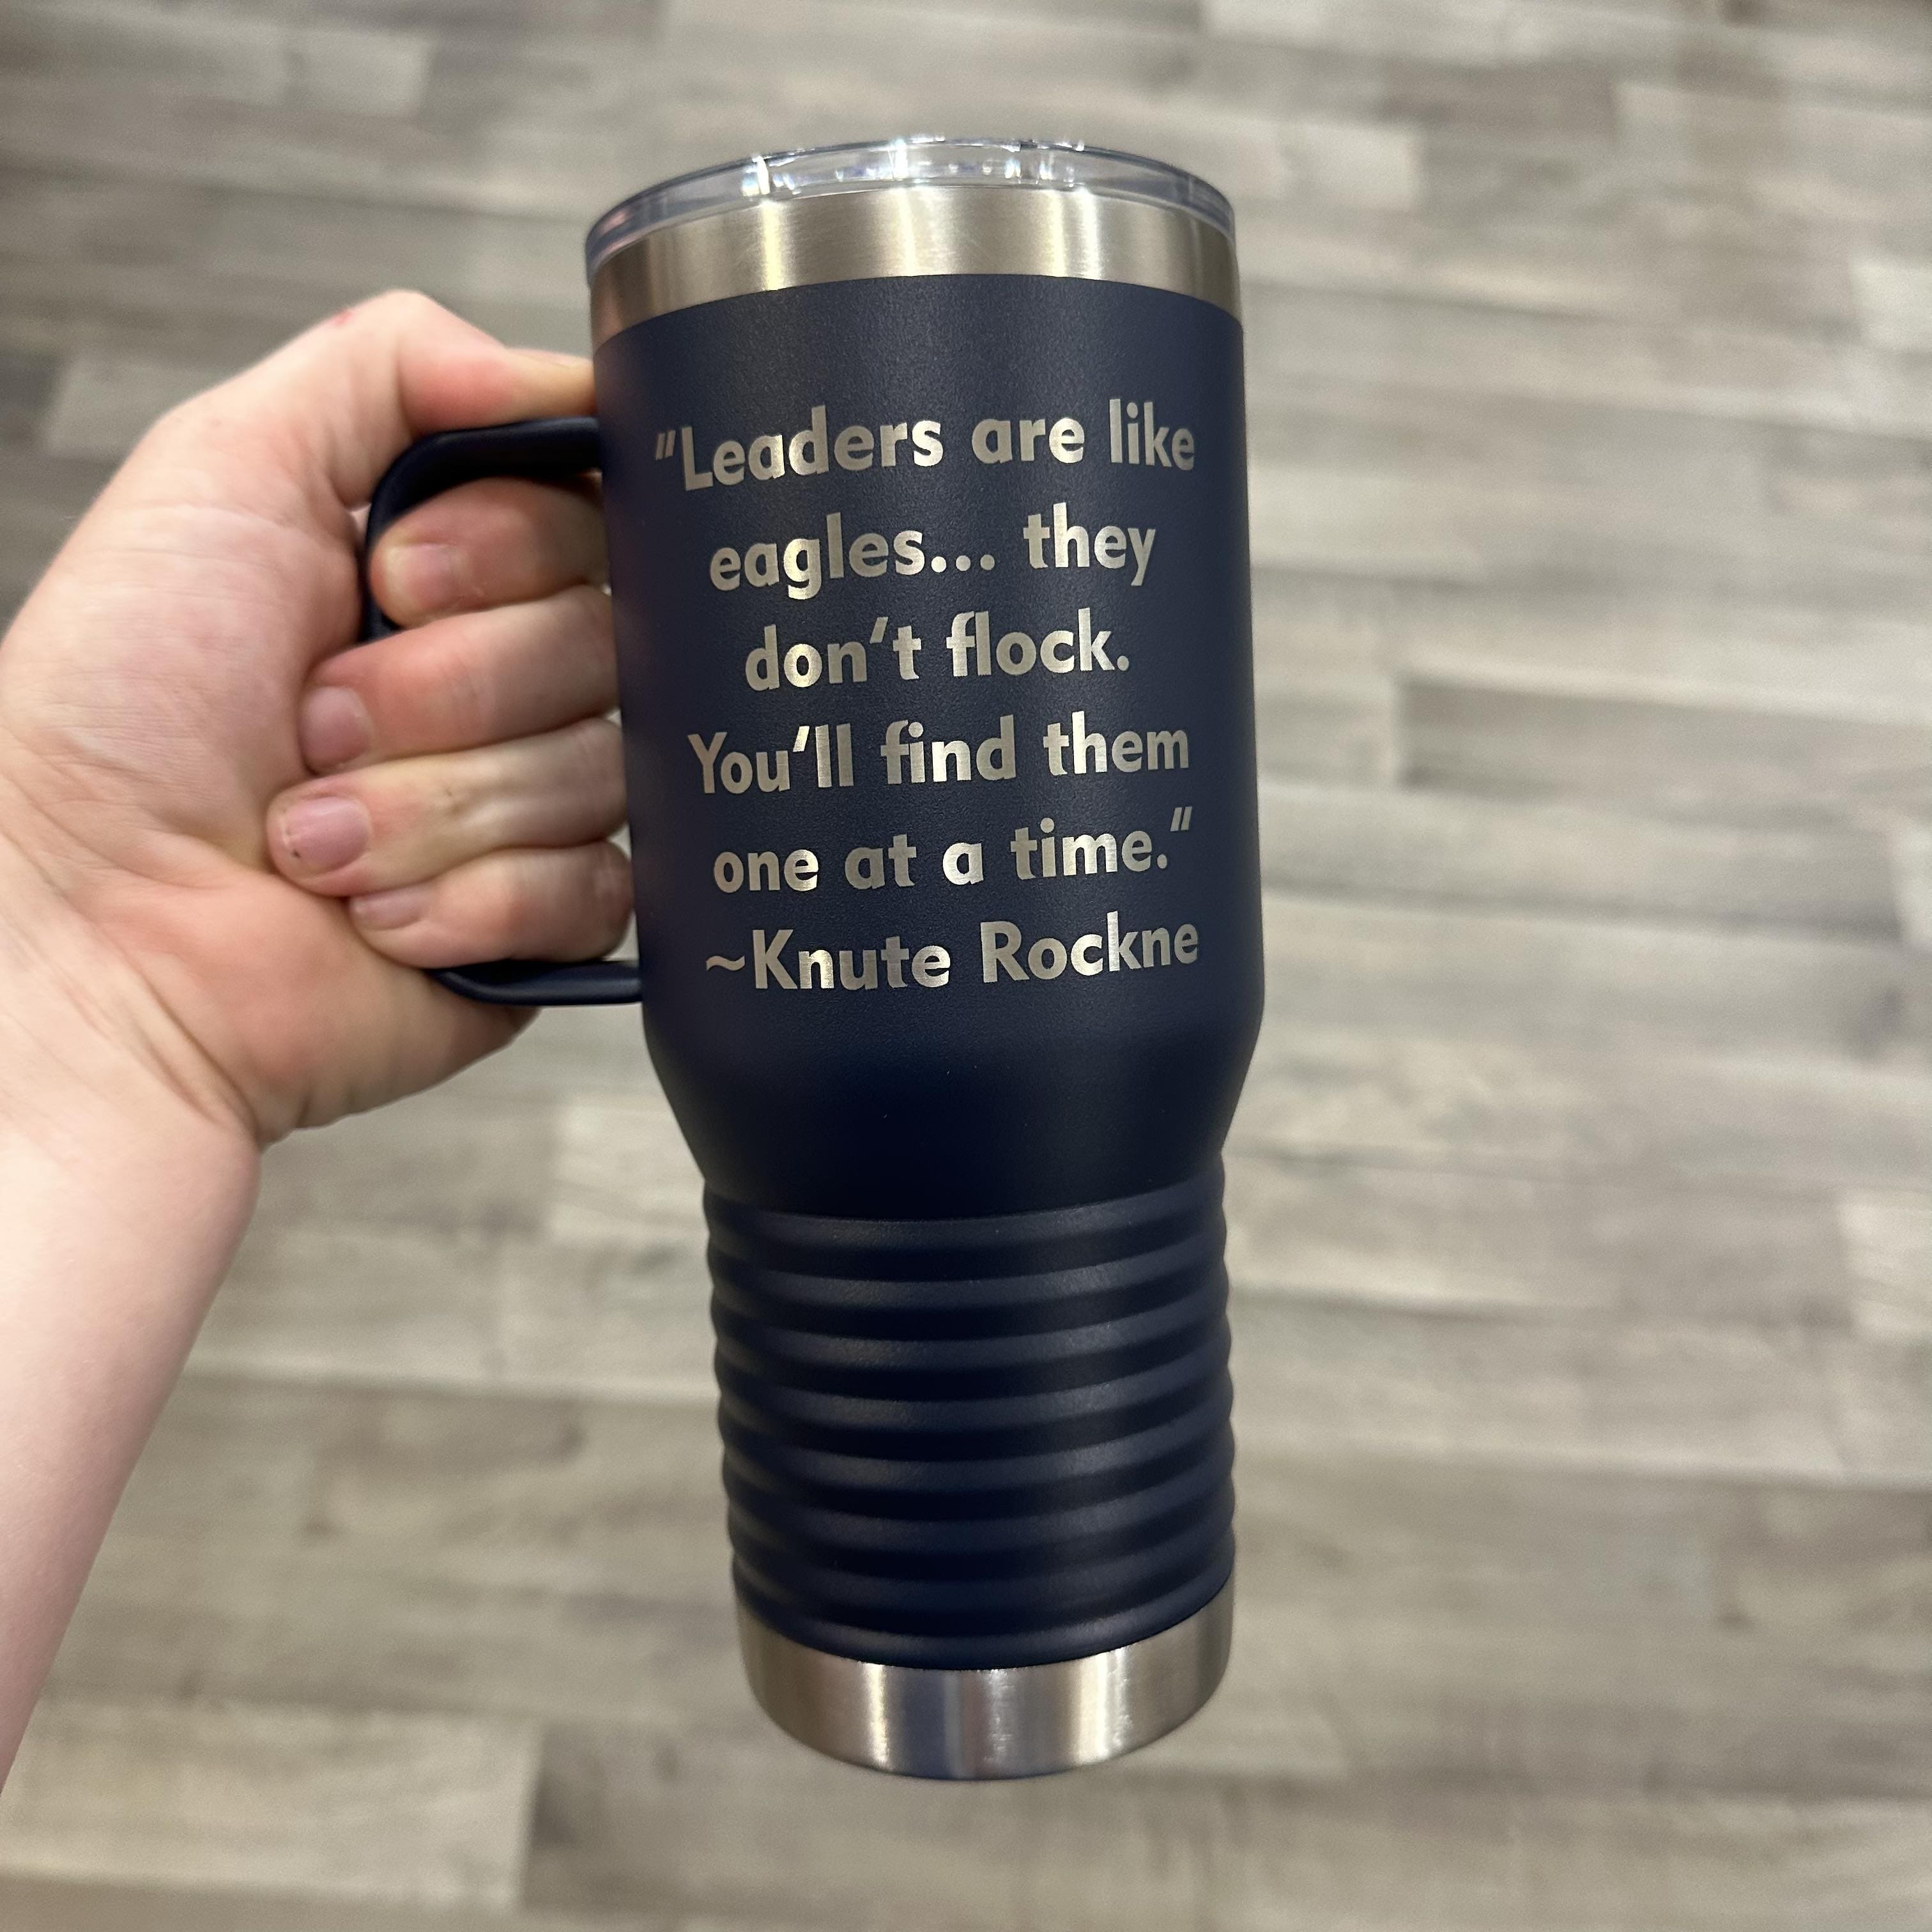 "Leaders are like
eagles... they
don't flock.
You'll find them
one at a time."
~Knute Rockne